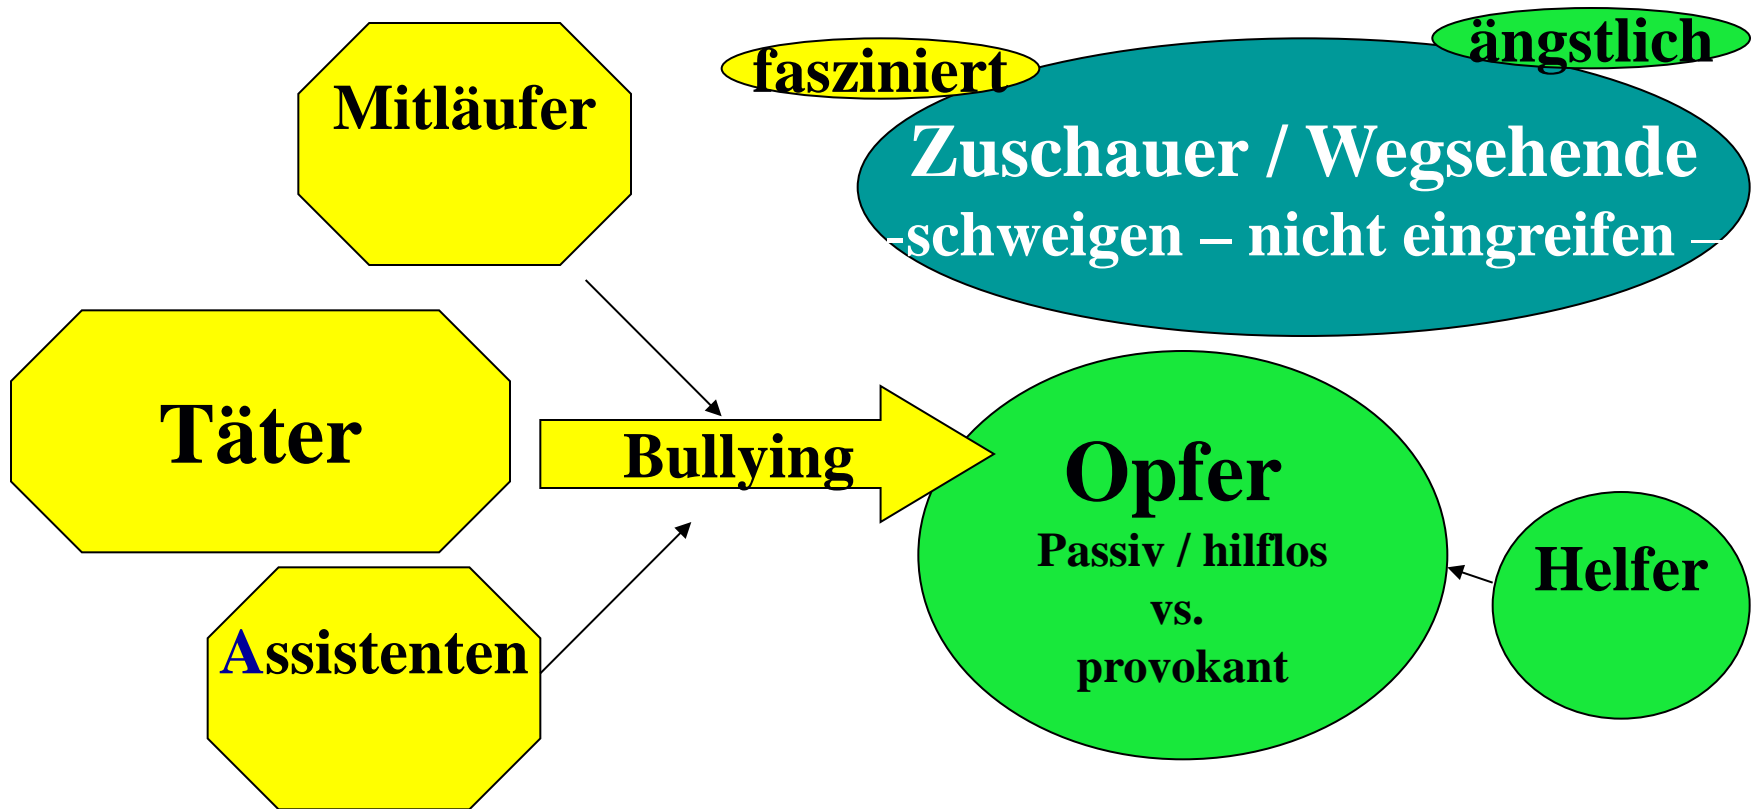 Mitläufer
fasziniert
ängstlich
Zuschauer / Wegsehende
-schweigen – nicht eingreifen –
Täter
Bullying
Opfer
Passiv / hilflos
vs.
provokant
Helfer
Assistenten